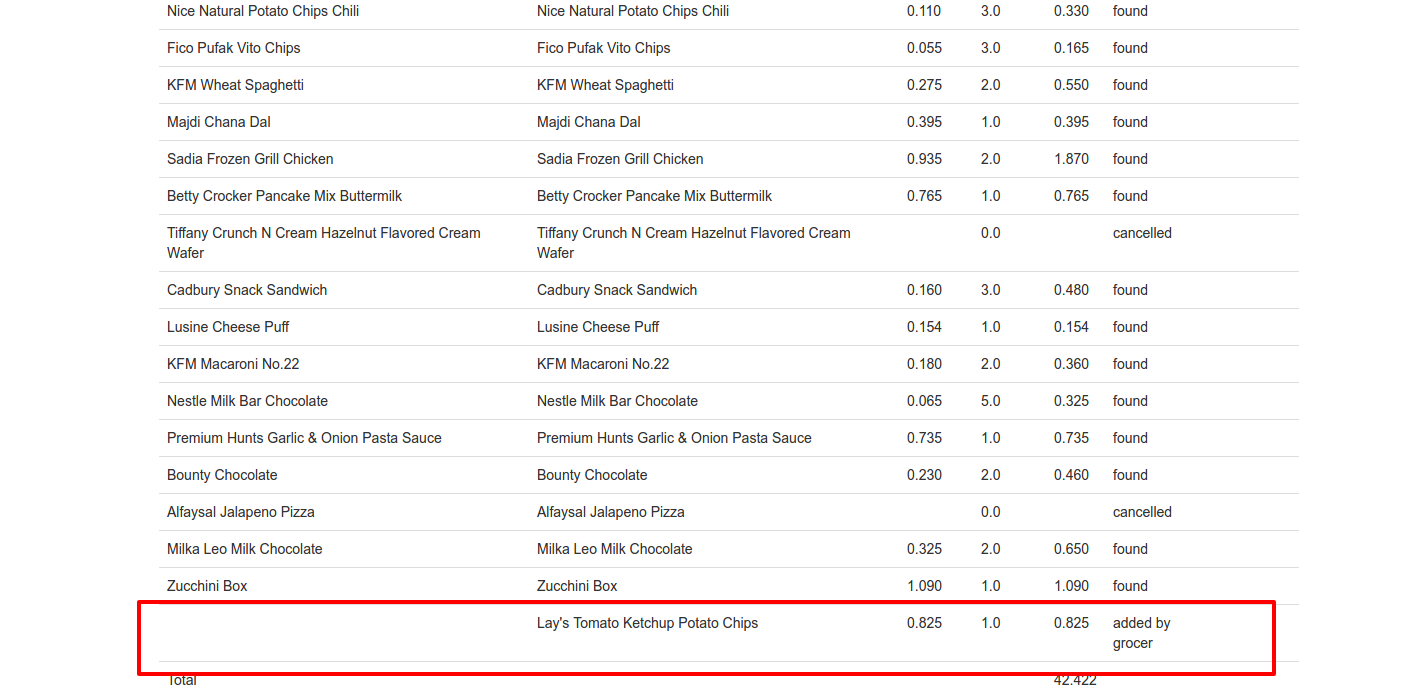 Nice Natural Potato Chips Chili Nice Natural Potato Chips Chili 0.110 3.0 0.330 found
Fico Pufak Vito Chips Fico Pufak Vito Chips 0.055 3.0 0.165 found
KFM Wheat Spaghetti KFM Wheat Spaghetti 0.275 2.0 0.550 found
Majdi Chana Dal Majdi Chana Dal 0.395 1.0 0.395 found
Sadia Frozen Grill Chicken Sadia Frozen Grill Chicken 0.935 2.0 1.870 found
Betty Crocker Pancake Mix Buttermilk Betty Crocker Pancake Mix Buttermilk 0.765 1.0 0.765 found
Tiffany Crunch N Cream Hazelnut Flavored Cream Tiffany Crunch N Cream Hazelnut Flavored Cream 0.0 cancelled
Wafer Wafer
Cadbury Snack Sandwich Cadbury Snack Sandwich 0.160 3.0 0.480 found
Lusine Cheese Puff Lusine Cheese Puff 0.154 1.0 0.154 found
KFM Macaroni No.22 KFM Macaroni No.22 0.180 2.0 0.360 found
Nestle Milk Bar Chocolate Nestle Milk Bar Chocolate 0.065 5.0 0.325 found
Premium Hunts Garlic & Onion Pasta Sauce Premium Hunts Garlic & Onion Pasta Sauce 0.735 1.0 0.735 found
Bounty Chocolate Bounty Chocolate 0.230 2.0 0.460 found
Alfaysal Jalapeno Pizza Alfaysal Jalapeno Pizza 0.0 cancelled
Milka Leo Milk Chocolate Milka Leo Milk Chocolate 0.325 2.0 0.650 found
Zucchini Box Zucchini Box 1.090 1.0 1.090 found
Lay's Tomato Ketchup Potato Chips 0.825 1.0 0.825 added by
grocer
Total 42.422